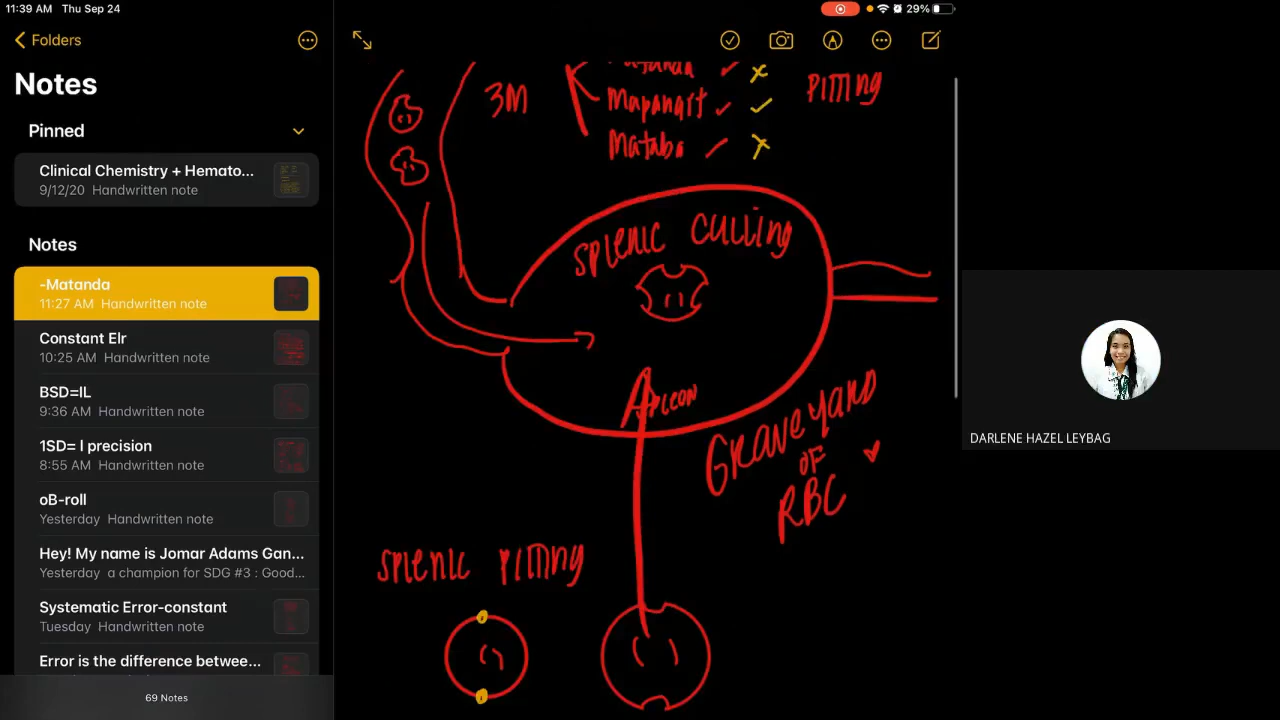 11:39 AM Thu Sep 24
29%
Folders
Notes
Pinned
Clinical Chemistry + Hemato...
9/12/20 Handwritten note
Notes
-Matanda
11:27 AM Handwritten note
Constant Elr
10:25 AM Handwritten note
BSD=IL
9:36 AM Handwritten note
1SD= I precision
8:55 AM Handwritten note
oB-roll
Yesterday Handwritten note
Hey! My name is Jomar Adams Gan...
Yesterday a champion for SDG #3 : Good...
Systematic Error-constant
Tuesday Handwritten note
Error is the difference betwee...
69 Notes
3M
Matanda
Mapangit
Mataba
Pitting
Splenic Culling
Graveyard
of
RBC
Splenic Pitting
DARLENE HAZEL LEYBAG